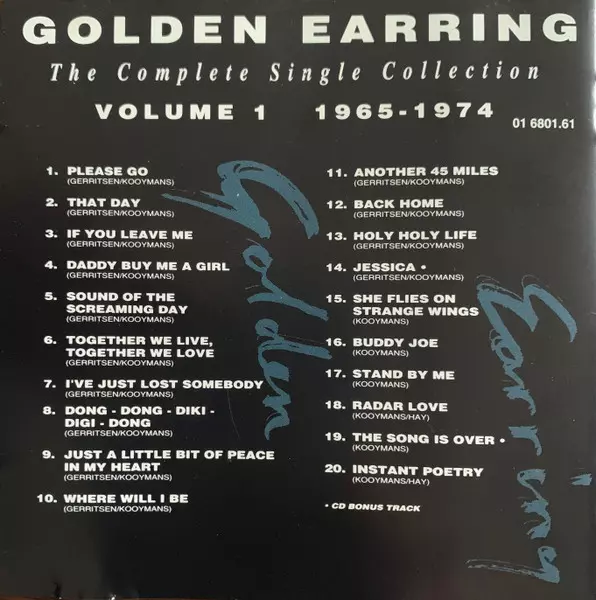 GOLDEN EARRING
The Complete Single Collection
VOLUME 1 1965-1974
01 6801.61
1. PLEASE GO
(GERRITSEN/KOOYMANS)
2. THAT DAY
(GERRITSEN/KOOYMANS)
3. IF YOU LEAVE ME
(GERRITSEN/KOOYMANS)
4. DADDY BUY ME A GIRL
(GERRITSEN/KOOYMANS)
5. SOUND OF THE
SCREAMING DAY
(GERRITSEN/KOOYMANS)
6. TOGETHER WE LIVE,
TOGETHER WE LOVE
(GERRITSEN/KOOYMANS)
7. I'VE JUST LOST SOMEBODY
(GERRITSEN/KOOYMANS)
8. DONG - DONG - DIKI -
DIGI - DONG
(GERRITSEN/KOOYMANS)
9. JUST A LITTLE BIT OF PEACE
IN MY HEART
(GERRITSEN/KOOYMANS)
10. WHERE WILL I BE
(GERRITSEN/KOOYMANS)
11. ANOTHER 45 MILES
(GERRITSEN/KOOYMANS)
12. BACK HOME
(GERRITSEN/KOOYMANS)
13. HOLY HOLY LIFE
(GERRITSEN/KOOYMANS)
14. JESSICA •
(GERRITSEN/KOOYMANS)
15. SHE FLIES ON
STRANGE WINGS
(KOOYMANS)
16. BUDDY JOE
(KOOYMANS)
17. STAND BY ME
(KOOYMANS)
18. RADAR LOVE
(KOOYMANS/HAY)
19. THE SONG IS OVER •
(KOOYMANS)
20. INSTANT POETRY
(KOOYMANS/HAY)
• CD BONUS TRACK
Golden
Earring